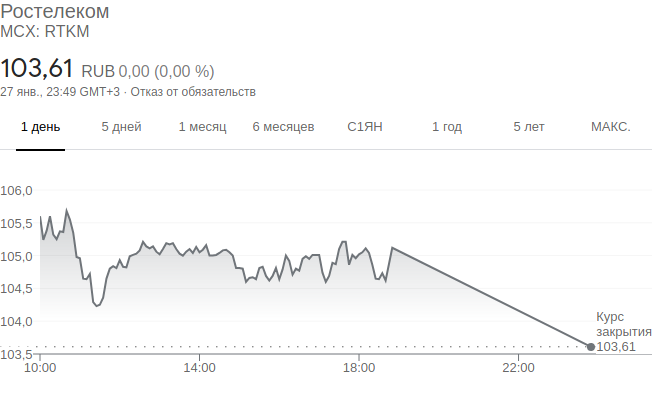 Ростелеком
MCX: RTKM
103,61 RUB 0,00 (0,00 %)
27 янв., 23:49 GMT+3 · Отказ от обязательств
1 день 5 дней 1 месяц 6 месяцев С1ЯН 1 год 5 лет МАКС.
106,0
105,5
105,0
104,5
104,0
Курс
закрытия
103,61
103,5
10:00 14:00 18:00 22:00